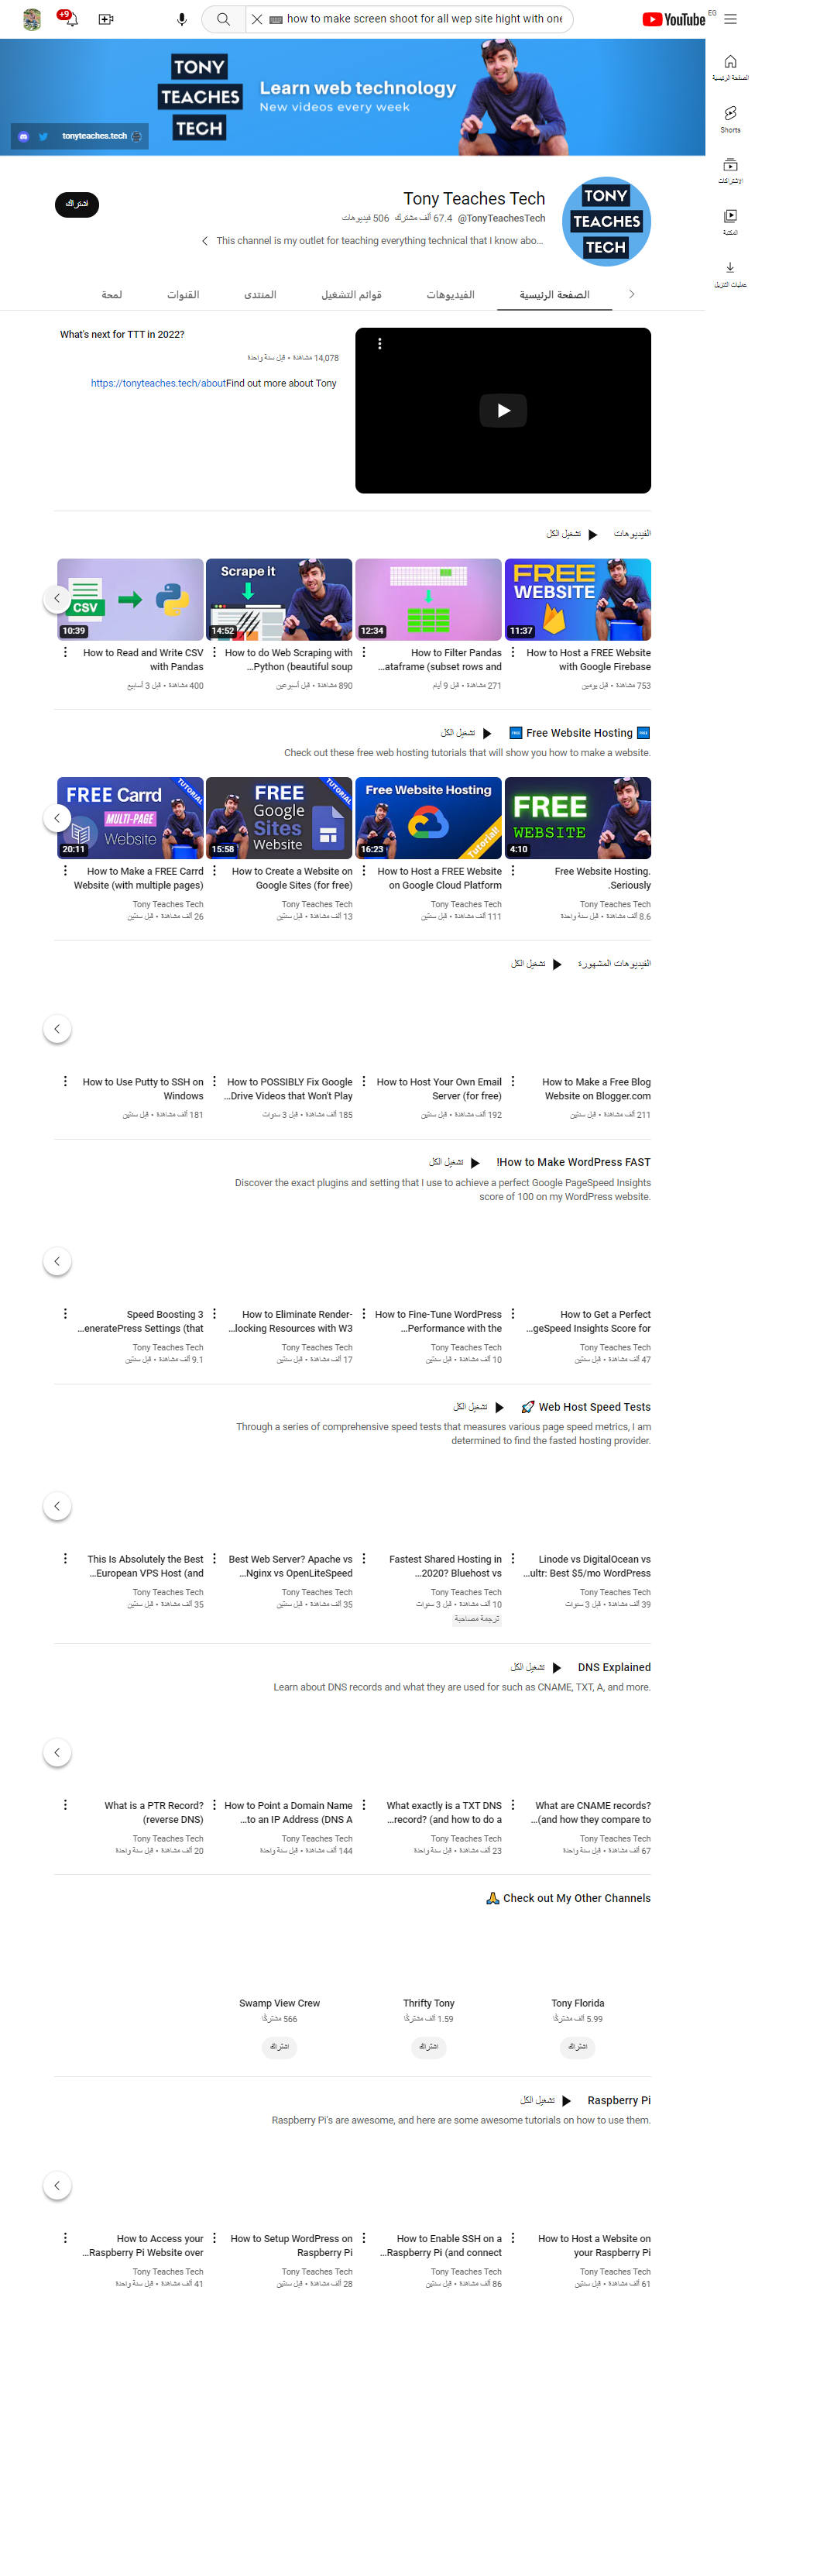 YouTube EG
how to make screen shoot for all wep site hight with one
+9
الصفحة الرئيسية
Shorts
الاشتراكات
المكتبة
عمليات التنزيل
TONY
TEACHES
TECH
Learn web technology
New videos every week
tonyteaches.tech
TONY
TEACHES
TECH
Tony Teaches Tech
@TonyTeachesTech 67.4 ألف مشترك 506 فيديوهات
This channel is my outlet for teaching everything technical that I know abo...
اشتراك
الصفحة الرئيسية
الفيديوهات
قوائم التشغيل
المنتدى
القنوات
لمحة
What's next for TTT in 2022?
14,078 مشاهدة • قبل سنة واحدة
https://tonyteaches.tech/aboutFind out more about Tony
الفيديوهات
تشغيل الكل
FREE
WEBSITE
11:37
12:34
Scrape it
14:52
CSV
10:39
How to Host a FREE Website
with Google Firebase
753 مشاهدة • قبل يومين
How to Filter Pandas
...ataframe (subset rows and
271 مشاهدة • قبل 9 أيام
How to do Web Scraping with
...Python (beautiful soup
890 مشاهدة • قبل أسبوعين
How to Read and Write CSV
with Pandas
400 مشاهدة • قبل 3 أسابيع
🆓 Free Website Hosting 🆓
تشغيل الكل
Check out these free web hosting tutorials that will show you how to make a website.
FREE
WEBSITE
4:10
Free Website Hosting
Tutorial!
16:23
FREE
Google
Sites
Website
TUTORIAL
15:58
FREE Carrd
MULTI-PAGE
Website
TUTORIAL
20:11
Free Website Hosting.
.Seriously
Tony Teaches Tech
8.6 ألف مشاهدة • قبل سنة واحدة
How to Host a FREE Website
on Google Cloud Platform
Tony Teaches Tech
111 ألف مشاهدة • قبل سنتين
How to Create a Website on
Google Sites (for free)
Tony Teaches Tech
13 ألف مشاهدة • قبل سنتين
How to Make a FREE Carrd
Website (with multiple pages)
Tony Teaches Tech
26 ألف مشاهدة • قبل سنتين
الفيديوهات المشهورة
تشغيل الكل
How to Make a Free Blog
Website on Blogger.com
211 ألف مشاهدة • قبل سنتين
How to Host Your Own Email
Server (for free)
192 ألف مشاهدة • قبل سنتين
How to POSSIBLY Fix Google
...Drive Videos that Won't Play
185 ألف مشاهدة • قبل 3 سنوات
How to Use Putty to SSH on
Windows
181 ألف مشاهدة • قبل سنتين
!How to Make WordPress FAST
تشغيل الكل
Discover the exact plugins and setting that I use to achieve a perfect Google PageSpeed Insights
score of 100 on my WordPress website.
How to Get a Perfect
...geSpeed Insights Score for
Tony Teaches Tech
47 ألف مشاهدة • قبل سنتين
How to Fine-Tune WordPress
...Performance with the
Tony Teaches Tech
10 ألف مشاهدة • قبل سنتين
How to Eliminate Render-
...locking Resources with W3
Tony Teaches Tech
17 ألف مشاهدة • قبل سنتين
Speed Boosting 3
...eneratePress Settings (that
Tony Teaches Tech
9.1 ألف مشاهدة • قبل سنتين
🚀 Web Host Speed Tests
تشغيل الكل
Through a series of comprehensive speed tests that measures various page speed metrics, I am
determined to find the fasted hosting provider.
Linode vs DigitalOcean vs
...ultr: Best $5/mo WordPress
Tony Teaches Tech
39 ألف مشاهدة • قبل 3 سنوات
Fastest Shared Hosting in
...2020? Bluehost vs
Tony Teaches Tech
10 ألف مشاهدة • قبل 3 سنوات
ترجمة مصاحبة
Best Web Server? Apache vs
...Nginx vs OpenLiteSpeed
Tony Teaches Tech
35 ألف مشاهدة • قبل سنتين
This Is Absolutely the Best
...European VPS Host (and
Tony Teaches Tech
35 ألف مشاهدة • قبل سنتين
DNS Explained
تشغيل الكل
Learn about DNS records and what they are used for such as CNAME, TXT, A, and more.
What are CNAME records?
...(and how they compare to
Tony Teaches Tech
67 ألف مشاهدة • قبل سنة واحدة
What exactly is a TXT DNS
...record? (and how to do a
Tony Teaches Tech
23 ألف مشاهدة • قبل سنة واحدة
How to Point a Domain Name
...to an IP Address (DNS A
Tony Teaches Tech
144 ألف مشاهدة • قبل سنة واحدة
What is a PTR Record?
(reverse DNS)
Tony Teaches Tech
20 ألف مشاهدة • قبل سنة واحدة
🙏 Check out My Other Channels
Tony Florida
5.99 ألف مشتركًا
اشتراك
Thrifty Tony
1.59 ألف مشتركًا
اشتراك
Swamp View Crew
566 مشتركًا
اشتراك
Raspberry Pi
تشغيل الكل
Raspberry Pi's are awesome, and here are some awesome tutorials on how to use them.
How to Host a Website on
your Raspberry Pi
Tony Teaches Tech
61 ألف مشاهدة • قبل سنتين
How to Enable SSH on a
...Raspberry Pi (and connect
Tony Teaches Tech
86 ألف مشاهدة • قبل سنتين
How to Setup WordPress on
Raspberry Pi
Tony Teaches Tech
28 ألف مشاهدة • قبل سنتين
How to Access your
...Raspberry Pi Website over
Tony Teaches Tech
41 ألف مشاهدة • قبل سنة واحدة